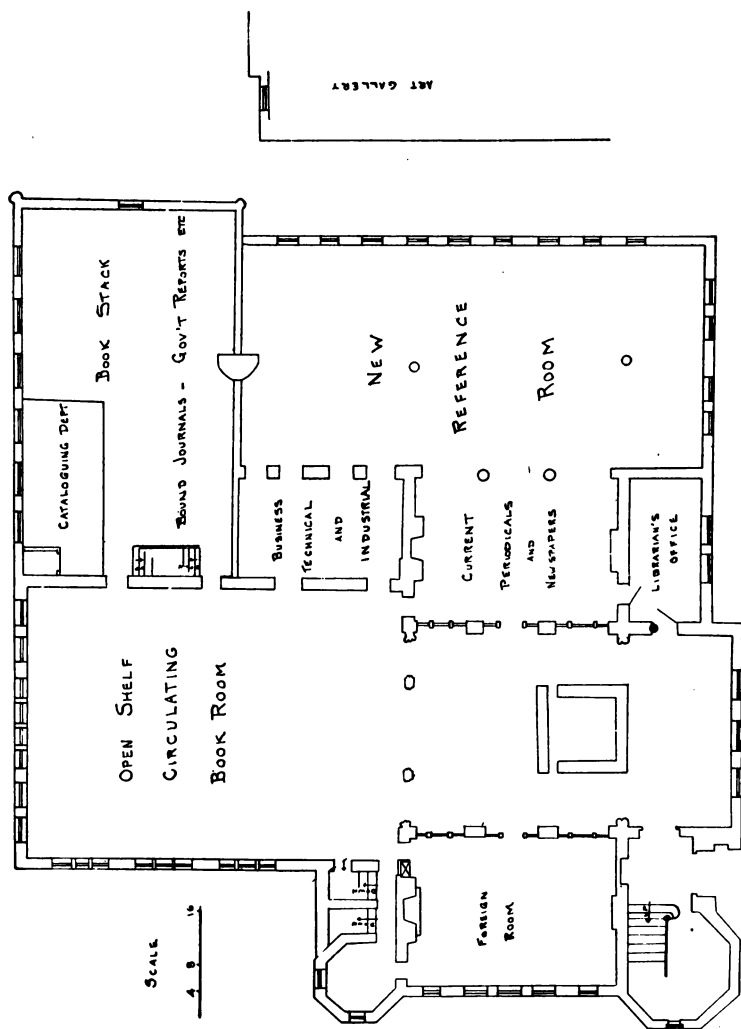 ART GALLERY
BOOK STACK
BOUND JOURNALS - GOV'T REPORTS ETC
CATALOGUING DEPT
NEW
REFERENCE
ROOM
BUSINESS
TECHNICAL
AND
INDUSTRIAL
CURRENT
PERIODICALS
AND
NEWSPAPERS
LIBRARIAN'S
OFFICE
OPEN SHELF
CIRCULATING
BOOK ROOM
FOREIGN
ROOM
SCALE
4 8 16